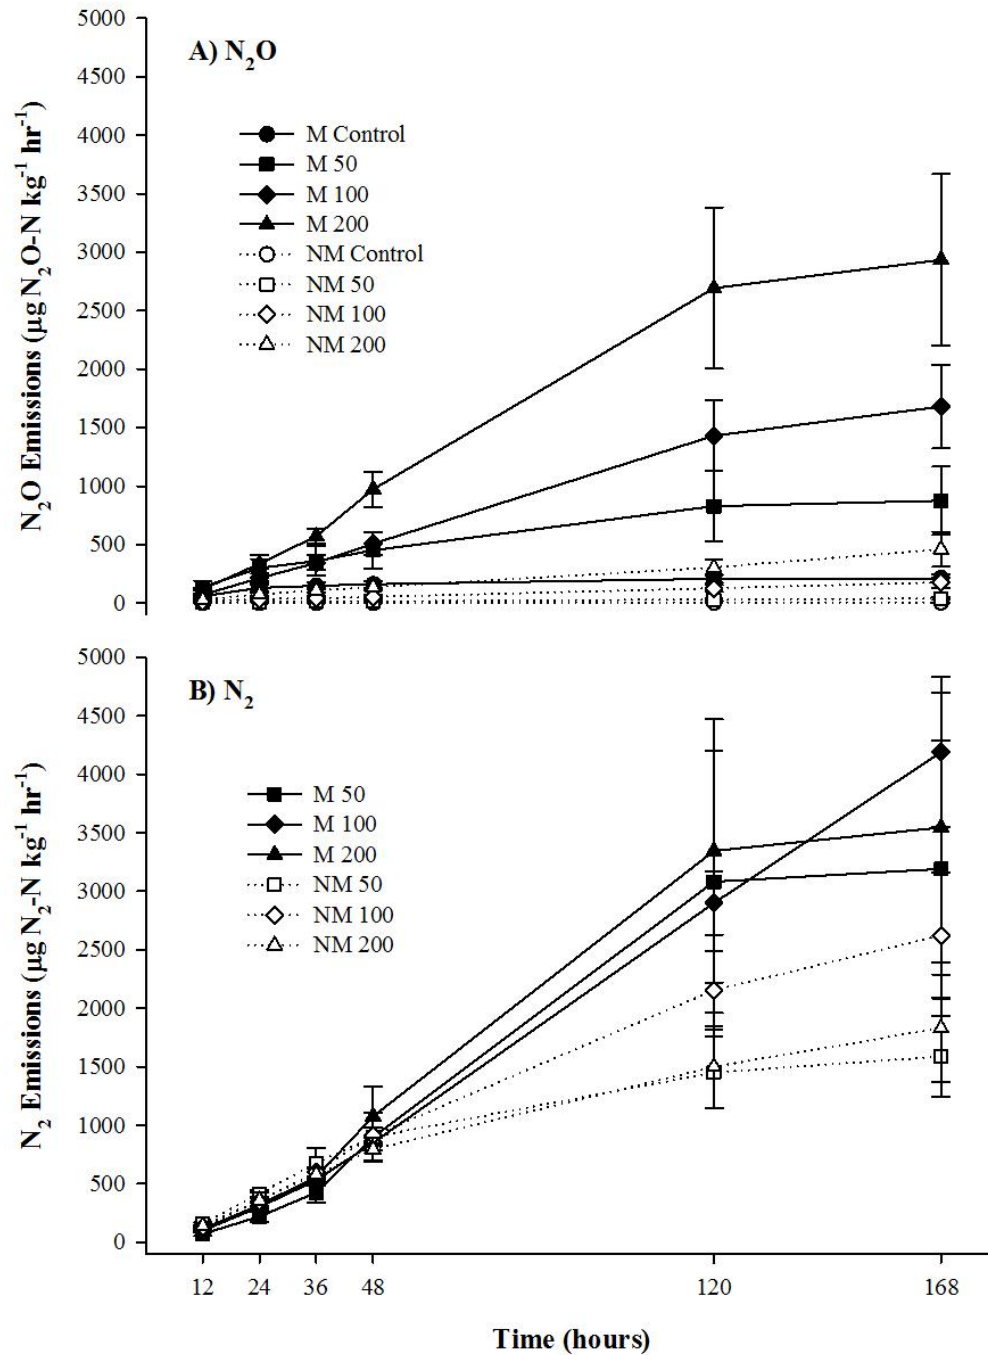 A) N₂O
N₂O Emissions (µg N₂O-N kg⁻¹ hr⁻¹)
5000
4500
4000
3500
3000
2500
2000
1500
1000
500
0
M Control
M 50
M 100
M 200
NM Control
NM 50
NM 100
NM 200
B) N₂
N₂ Emissions (µg N₂-N kg⁻¹ hr⁻¹)
5000
4500
4000
3500
3000
2500
2000
1500
1000
500
0
M 50
M 100
M 200
NM 50
NM 100
NM 200
12 24 36 48 120 168
Time (hours)